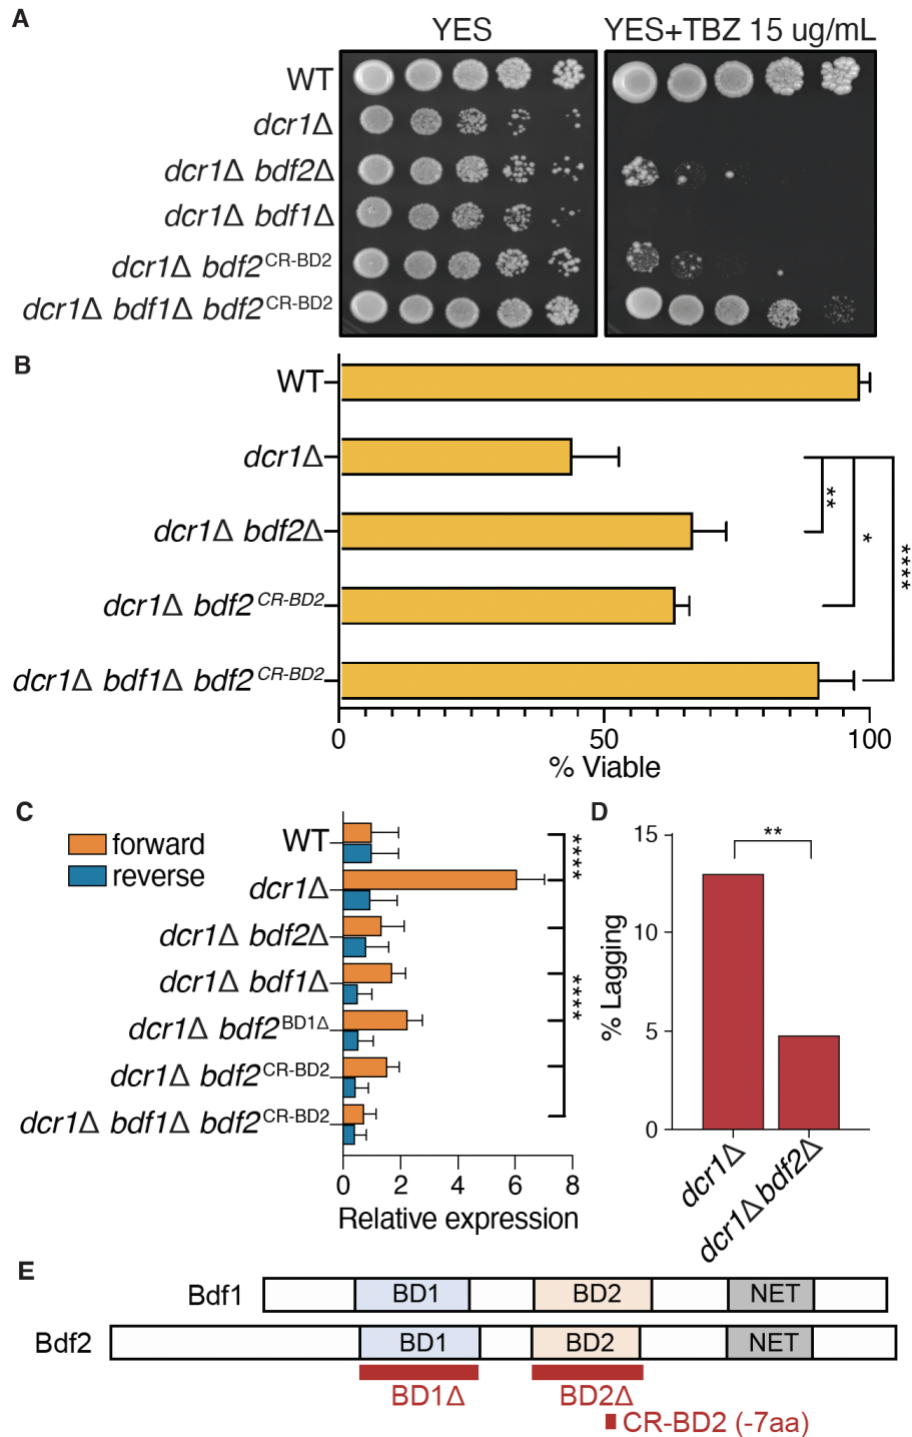 A
YES
YES+TBZ 15 ug/mL
WT
dcr1Δ
dcr1Δ bdf2Δ
dcr1Δ bdf1Δ
dcr1Δ bdf2CR-BD2
dcr1Δ bdf1Δ bdf2CR-BD2
B
WT
dcr1Δ
dcr1Δ bdf2Δ
dcr1Δ bdf2CR-BD2
dcr1Δ bdf1Δ bdf2CR-BD2
**
*
****
0 50 100
% Viable
C
forward
reverse
WT
dcr1Δ
dcr1Δ bdf2Δ
dcr1Δ bdf1Δ
dcr1Δ bdf2BD1Δ
dcr1Δ bdf2CR-BD2
dcr1Δ bdf1Δ bdf2CR-BD2
****
****
0 2 4 6 8
Relative expression
D
**
15
10
5
0
% Lagging
dcr1Δ
dcr1Δbdf2Δ
E
Bdf1 BD1 BD2 NET
Bdf2 BD1 BD2 NET
BD1Δ BD2Δ
CR-BD2 (-7aa)